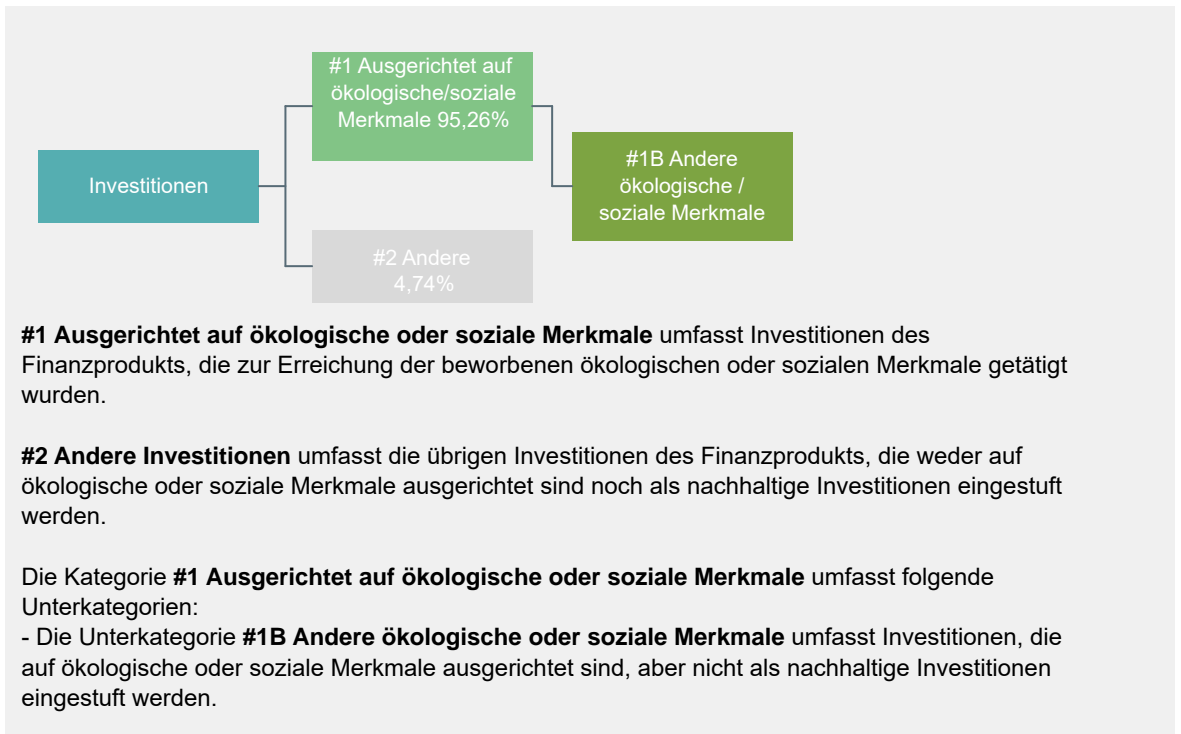 #1 Ausgerichtet auf
ökologische/soziale
Merkmale 95,26%
Investitionen
#1B Andere
ökologische /
soziale Merkmale
#2 Andere
4,74%
#1 Ausgerichtet auf ökologische oder soziale Merkmale umfasst Investitionen des
Finanzprodukts, die zur Erreichung der beworbenen ökologischen oder sozialen Merkmale getätigt
wurden.
#2 Andere Investitionen umfasst die übrigen Investitionen des Finanzprodukts, die weder auf
ökologische oder soziale Merkmale ausgerichtet sind noch als nachhaltige Investitionen eingestuft
werden.
Die Kategorie #1 Ausgerichtet auf ökologische oder soziale Merkmale umfasst folgende
Unterkategorien:
- Die Unterkategorie #1B Andere ökologische oder soziale Merkmale umfasst Investitionen, die
auf ökologische oder soziale Merkmale ausgerichtet sind, aber nicht als nachhaltige Investitionen
eingestuft werden.